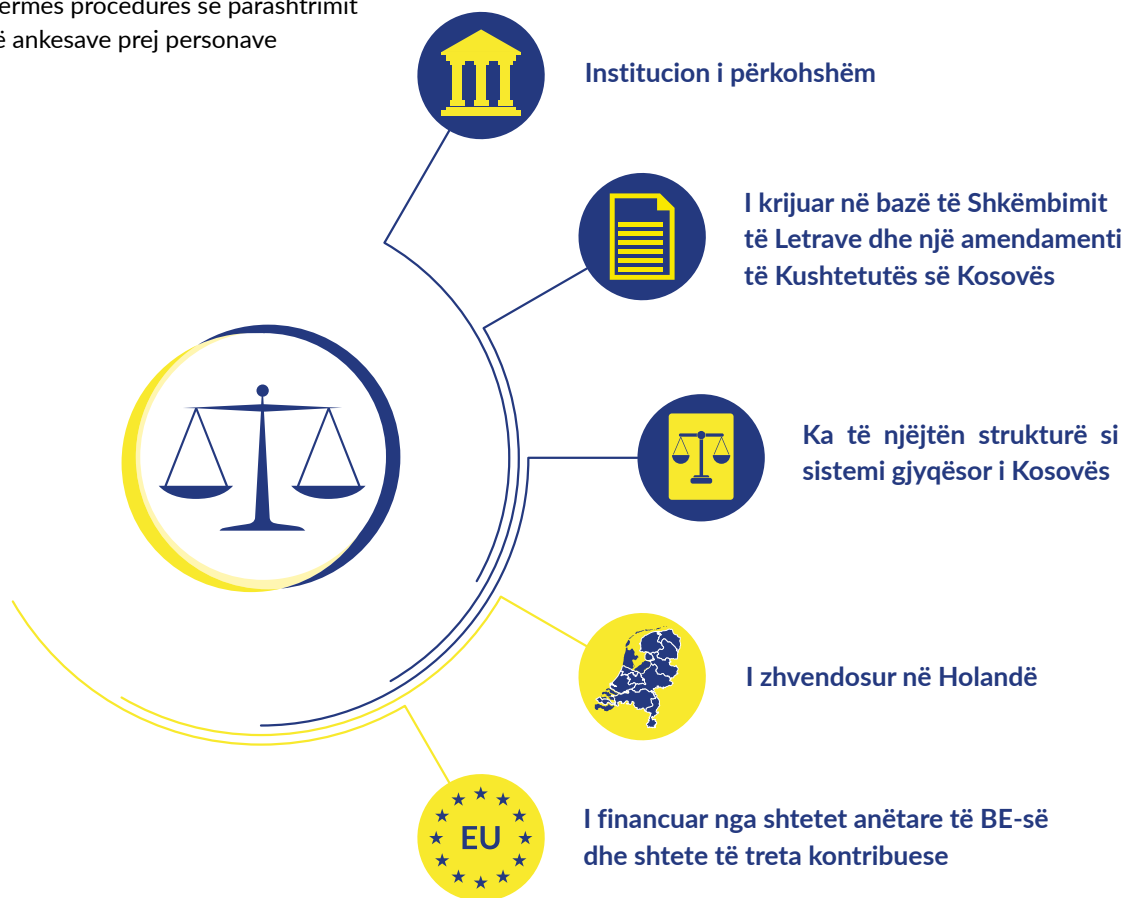 procedurës së parashtrimit
ankesave prej personave
Institucion i përkohshëm
I krijuar në bazë të Shkëmbimit
të Letrave dhe një amendamenti
të Kushtetutës së Kosovës
Ka të njëjtën strukturë si
sistemi gjyqësor i Kosovës
I zhvendosur në Holandë
EU
I financuar nga shtetet anëtare të BE-së
dhe shtete të treta kontribuese